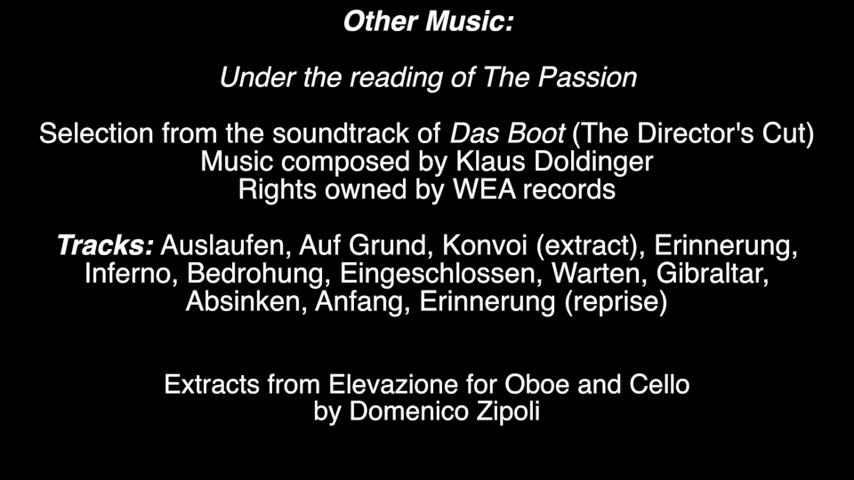 Other Music:
Under the reading of The Passion
Selection from the soundtrack of Das Boot (The Director's Cut)
Music composed by Klaus Doldinger
Rights owned by WEA records
Tracks: Auslaufen, Auf Grund, Konvoi (extract), Erinnerung,
Inferno, Bedrohung, Eingeschlossen, Warten, Gibraltar,
Absinken, Anfang, Erinnerung (reprise)
Extracts from Elevazione for Oboe and Cello
by Domenico Zipoli